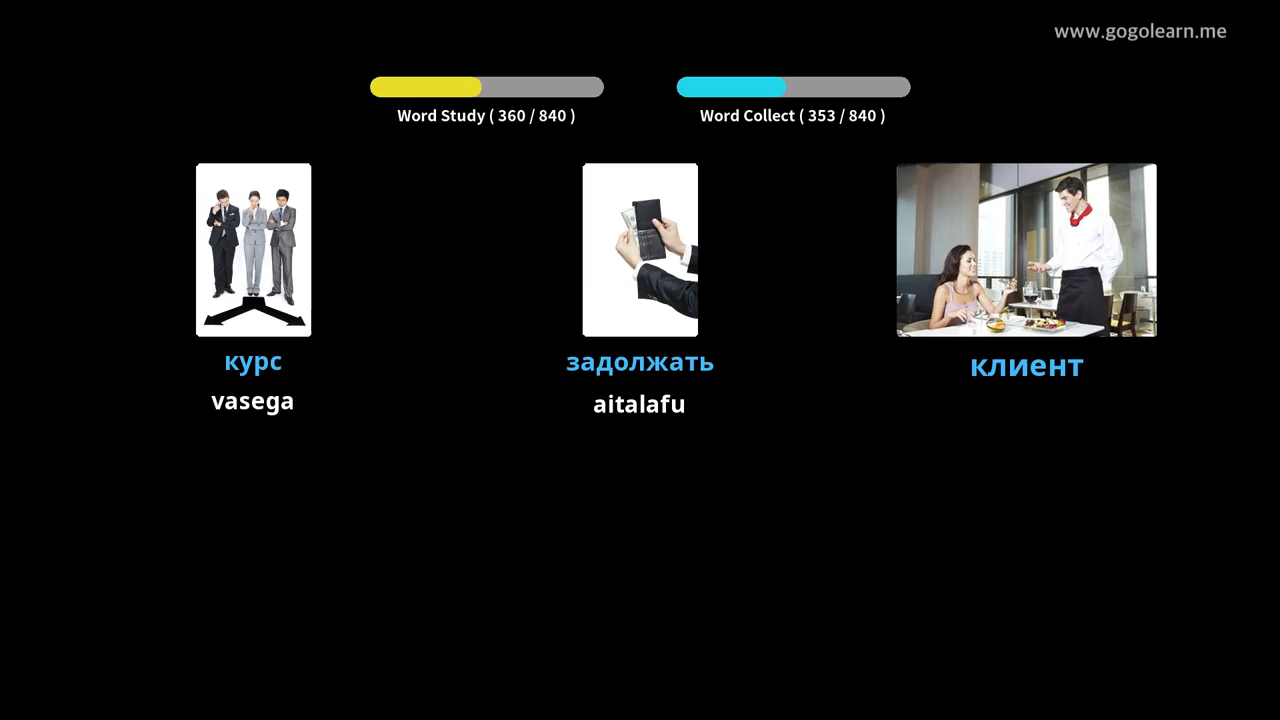 www.gogolearn.me
Word Study ( 360 / 840 )
Word Collect ( 353 / 840 )
курс
задолжать
клиент
vasega
aitalafu